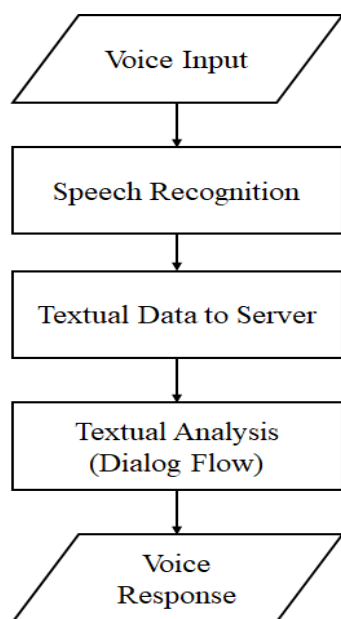 Voice Input
Speech Recognition
Textual Data to Server
Textual Analysis
(Dialog Flow)
Voice
Response